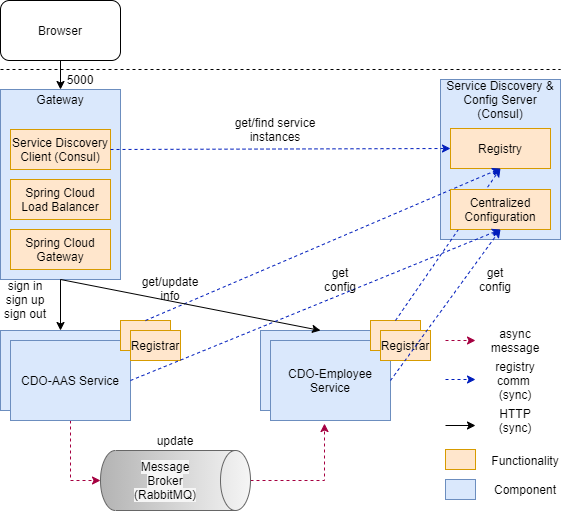 Browser
5000
Gateway
Service Discovery
Client (Consul)
Spring Cloud
Load Balancer
Spring Cloud
Gateway
get/find service
instances
Service Discovery &
Config Server
(Consul)
Registry
Centralized
Configuration
sign in
sign up
sign out
get/update
info
get
config
get
config
Registrar
CDO-AAS Service
Registrar
CDO-Employee
Service
update
Message
Broker
(RabbitMQ)
async
message
registry
comm
(sync)
HTTP
(sync)
Functionality
Component